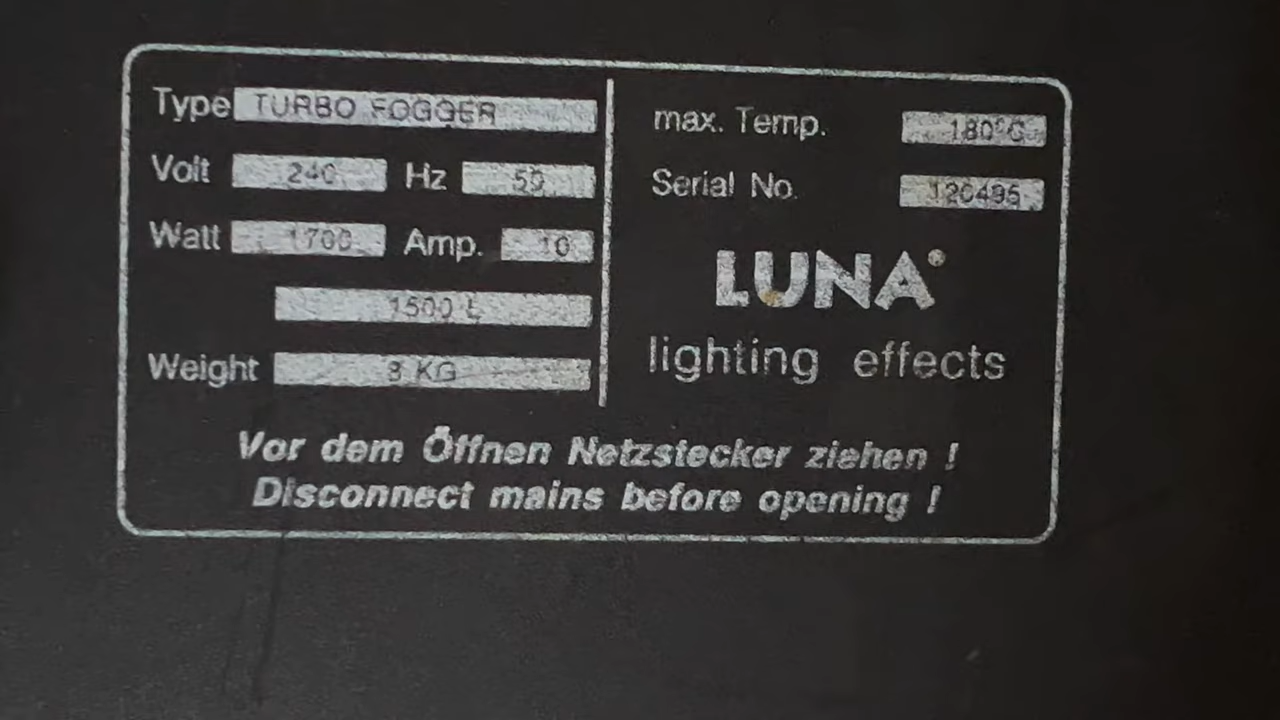 Type TURBO FOGGER
Volt 240 Hz 50
Watt 1700 Amp. 10
1500 L
Weight 8 KG
max. Temp. 180°C
Serial No. 120495
LUNA
lighting effects
Vor dem Öffnen Netzstecker ziehen !
Disconnect mains before opening !